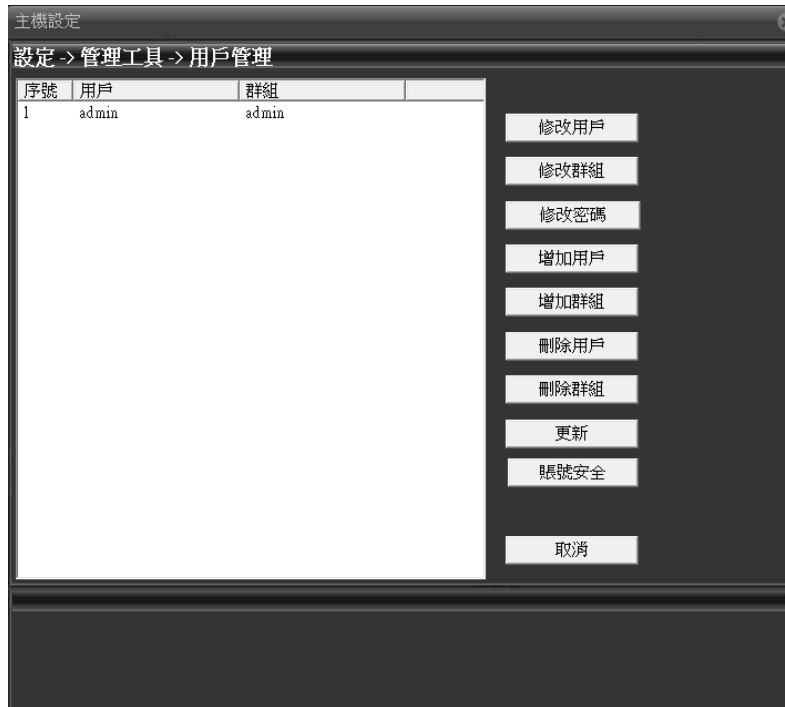 主機設定
設定 -> 管理工具 -> 用戶管理
序號 用戶 群組
1 admin admin
修改用戶
修改群組
修改密碼
增加用戶
增加群組
刪除用戶
刪除群組
更新
賬號安全
取消